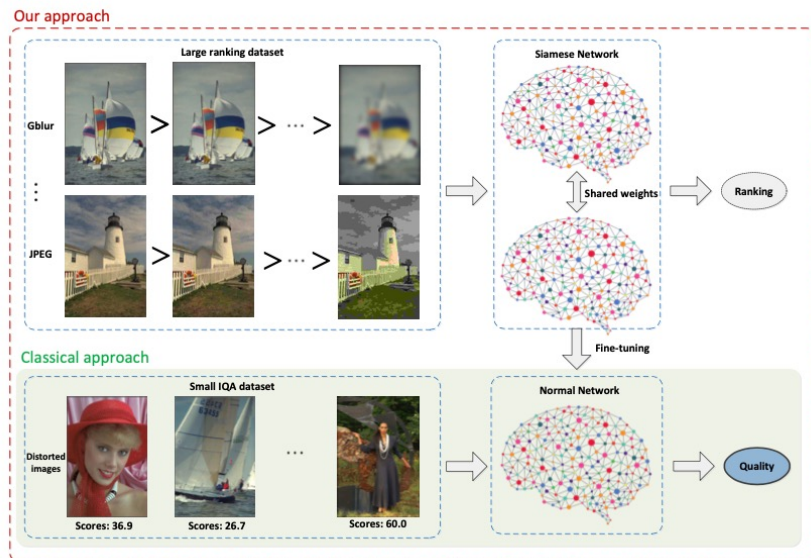 Our approach
Large ranking dataset
Siamese Network
Gblur
> > ... >
...
Shared weights
Ranking
JPEG
> > ... >
Fine-tuning
Classical approach
Small IQA dataset
Normal Network
Distorted
images
...
Quality
Scores: 36.9
Scores: 26.7
Scores: 60.0